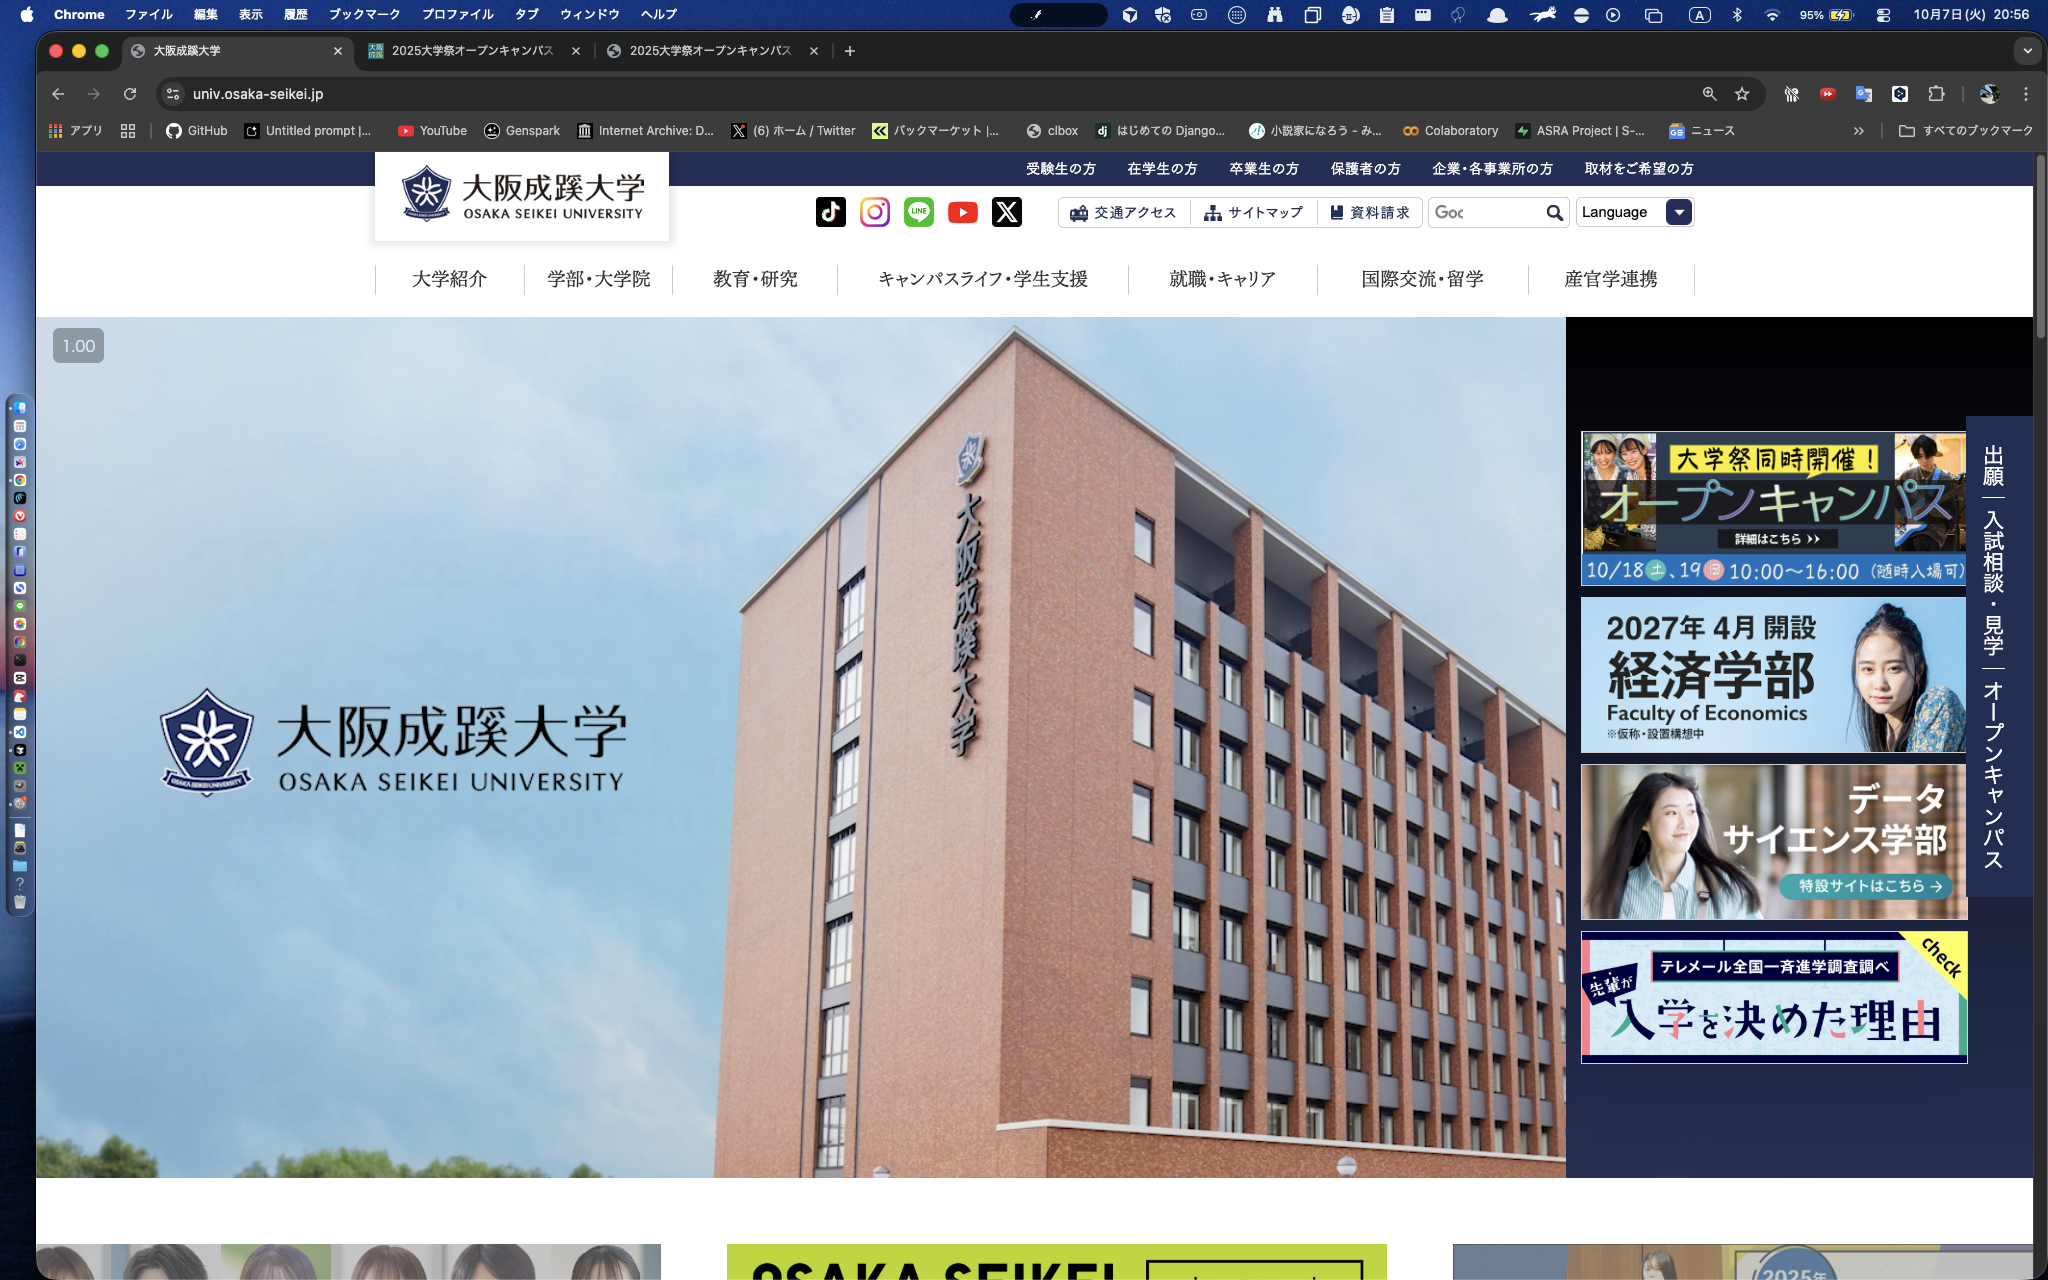 Chrome ファイル 編集 表示 履歴 ブックマーク プロファイル タブ ウィンドウ ヘルプ
A 95% 10月7日(火) 20:56
大阪成蹊大学 2025大学祭オープンキャンパス 2025大学祭オープンキャンパス
univ.osaka-seikei.jp
アプリ GitHub Untitled prompt |... YouTube Genspark Internet Archive: D... (6) ホーム / Twitter バックマーケット |... clbox はじめての Django... 小説家になろう - み... Colaboratory ASRA Project | S-... ニュース すべてのブックマーク
受験生の方 在学生の方 卒業生の方 保護者の方 企業・各事業所の方 取材をご希望の方
大阪成蹊大学
OSAKA SEIKEI UNIVERSITY
LINE
交通アクセス サイトマップ 資料請求 Goc Language
大学紹介 学部・大学院 教育・研究 キャンパスライフ・学生支援 就職・キャリア 国際交流・留学 産官学連携
1.00
大阪成蹊大学
大阪成蹊大学
OSAKA SEIKEI UNIVERSITY
OSAKA SEIKEI UNIVERSITY
大学祭同時開催!
オープンキャンパス
詳細はこちら
10/18土、19日 10:00〜16:00 (随時入場可)
2027年 4月 開設
経済学部
Faculty of Economics
※仮称・設置構想中
データ
サイエンス学部
特設サイトはこちら→
check
テレメール全国一斉進学調査調べ
先輩が
入学を決めた理由
出願
入試相談・見学
オープンキャンパス
OSAKA SEIKEI
2025年